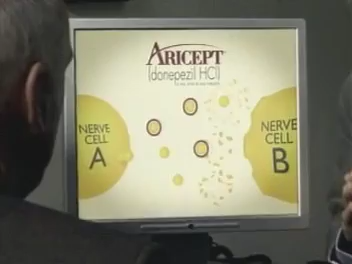 ARICEPT
(donepezil HCl)
NERVE
CELL
A
NERVE
CELL
B